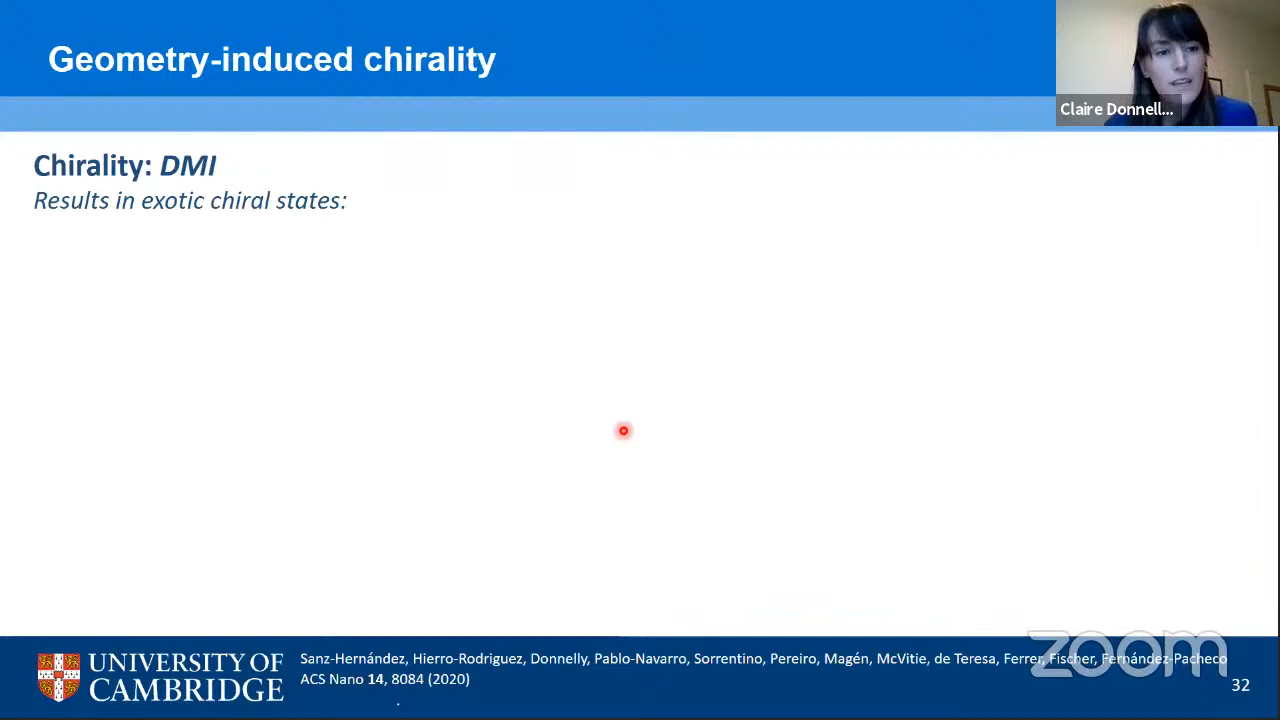 Geometry-induced chirality
Claire Donnell...
Chirality: DMI
Results in exotic chiral states:
UNIVERSITY OF
CAMBRIDGE
Sanz-Hernández, Hierro-Rodriguez, Donnelly, Pablo-Navarro, Sorrentino, Pereiro, Magén, McVitie, de Teresa, Ferrer, Fischer, Fernández-Pacheco
ACS Nano 14, 8084 (2020)
zoom
32